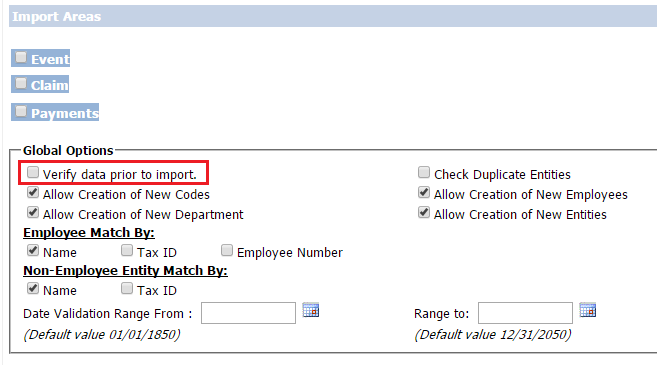 Import Areas
Event
Claim
Payments
Global Options
Verify data prior to import. Check Duplicate Entities
Allow Creation of New Codes Allow Creation of New Employees
Allow Creation of New Department Allow Creation of New Entities
Employee Match By:
Name Tax ID Employee Number
Non-Employee Entity Match By:
Name Tax ID
Date Validation Range From : Range to:
(Default value 01/01/1850) (Default value 12/31/2050)